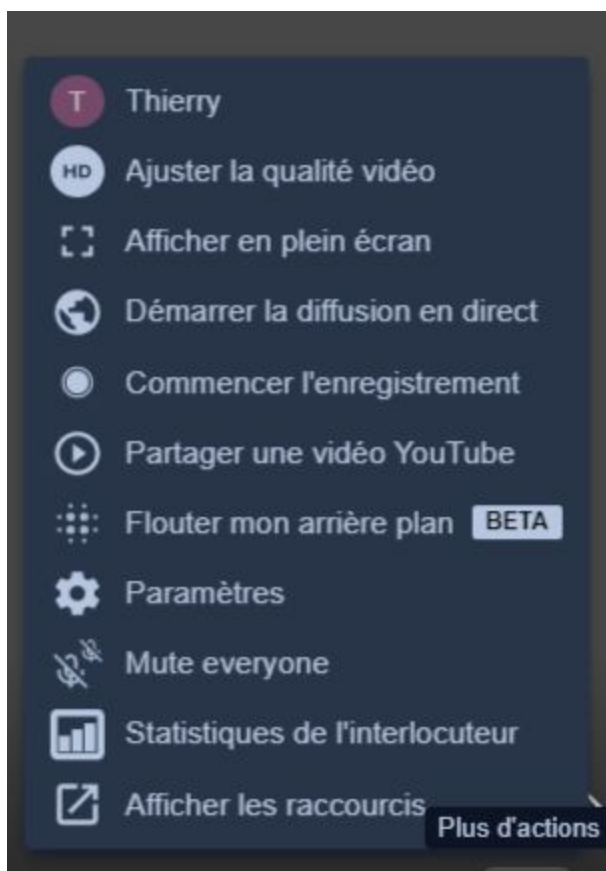 T Thierry
HD Ajuster la qualité vidéo
Afficher en plein écran
Démarrer la diffusion en direct
Commencer l'enregistrement
Partager une vidéo YouTube
Flouter mon arrière plan BETA
Paramètres
Mute everyone
Statistiques de l'interlocuteur
Afficher les raccourcis
Plus d'actions